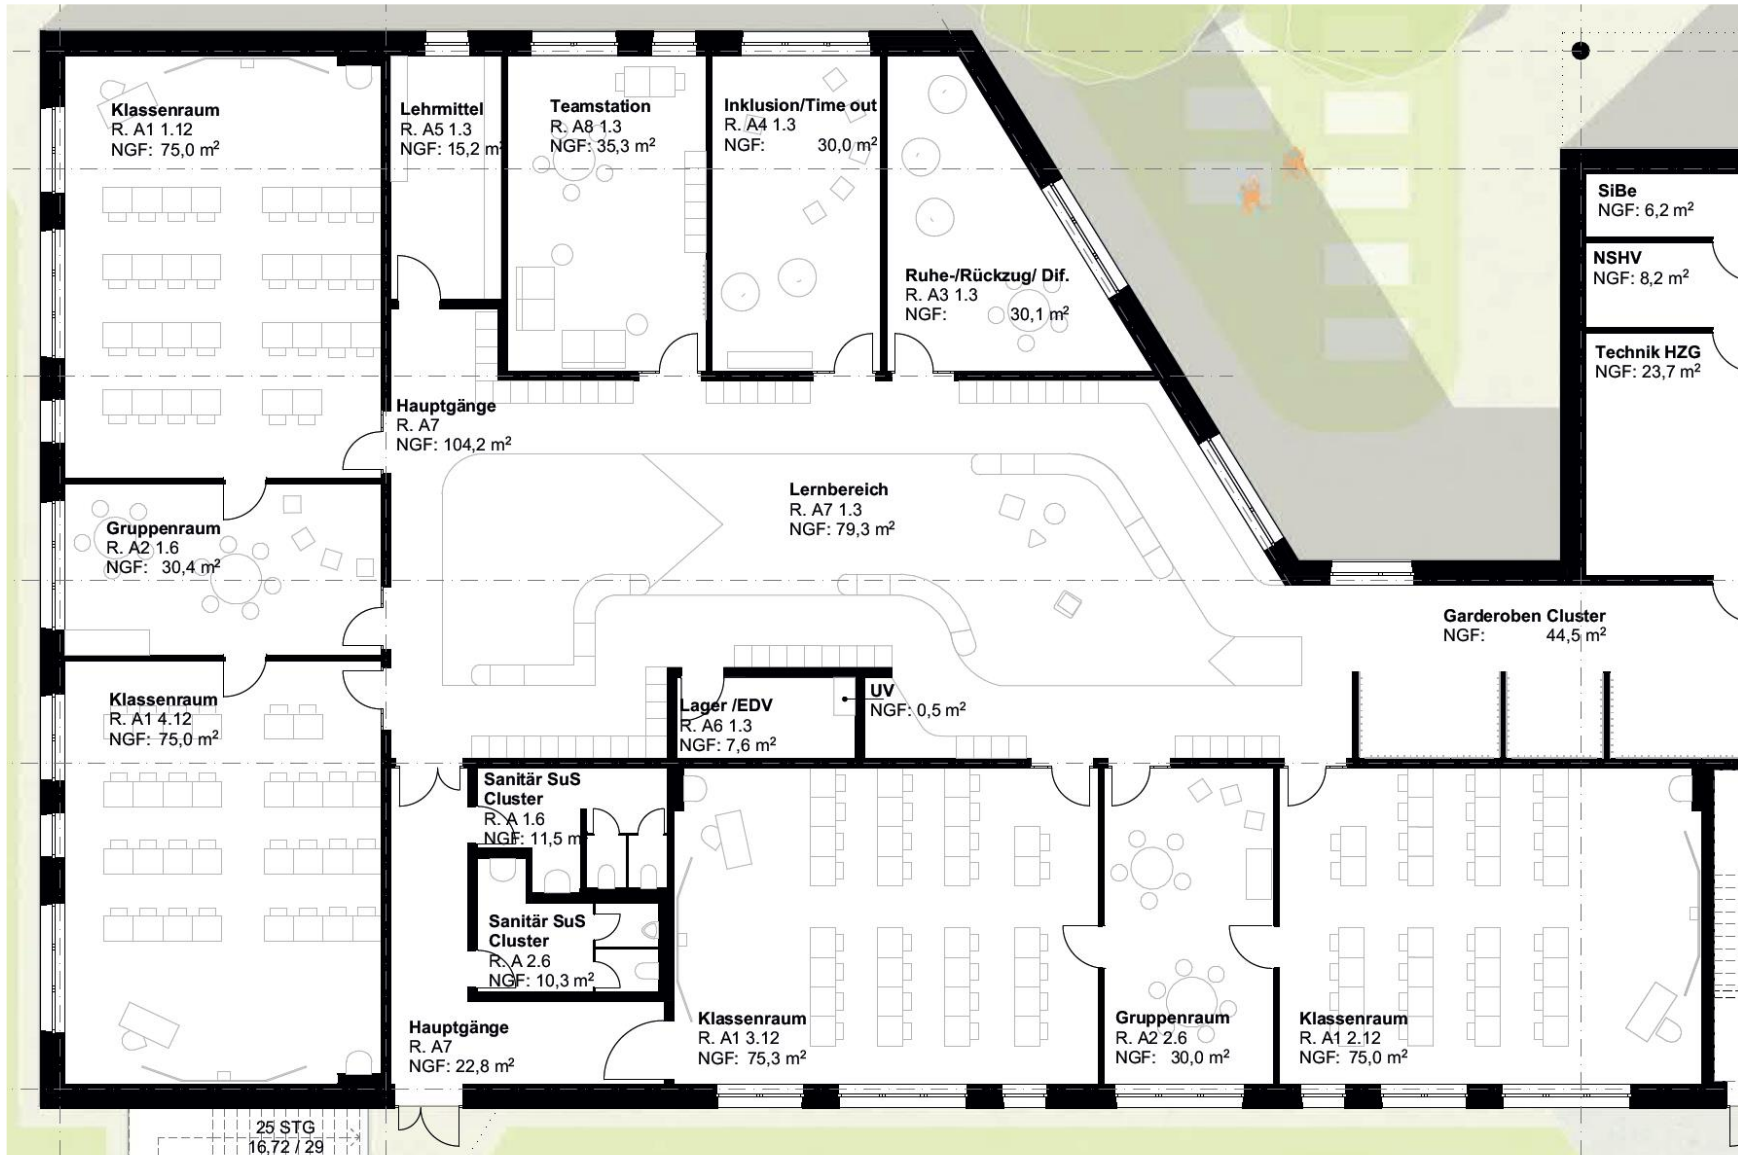 Klassenraum
R. A1 1.12
NGF: 75,0 m²
Lehrmittel
R. A5 1.3
NGF: 15,2 m²
Teamstation
R. A8 1.3
NGF: 35,3 m²
Inklusion/Time out
R. A4 1.3
NGF: 30,0 m²
Ruhe-/Rückzug/ Dif.
R. A3 1.3
NGF: 30,1 m²
SiBe
NGF: 6,2 m²
NSHV
NGF: 8,2 m²
Technik HZG
NGF: 23,7 m²
Hauptgänge
R. A7
NGF: 104,2 m²
Lernbereich
R. A7 1.3
NGF: 79,3 m²
Gruppenraum
R. A2 1.6
NGF: 30,4 m²
Garderoben Cluster
NGF: 44,5 m²
Klassenraum
R. A1 4.12
NGF: 75,0 m²
Lager /EDV
R. A6 1.3
NGF: 7,6 m²
UV
NGF: 0,5 m²
Sanitär SuS
Cluster
R. A 1.6
NGF: 11,5 m²
Sanitär SuS
Cluster
R. A 2.6
NGF: 10,3 m²
Hauptgänge
R. A7
NGF: 22,8 m²
Klassenraum
R. A1 3.12
NGF: 75,3 m²
Gruppenraum
R. A2 2.6
NGF: 30,0 m²
Klassenraum
R. A1 2.12
NGF: 75,0 m²
25 STG
16,72 / 29